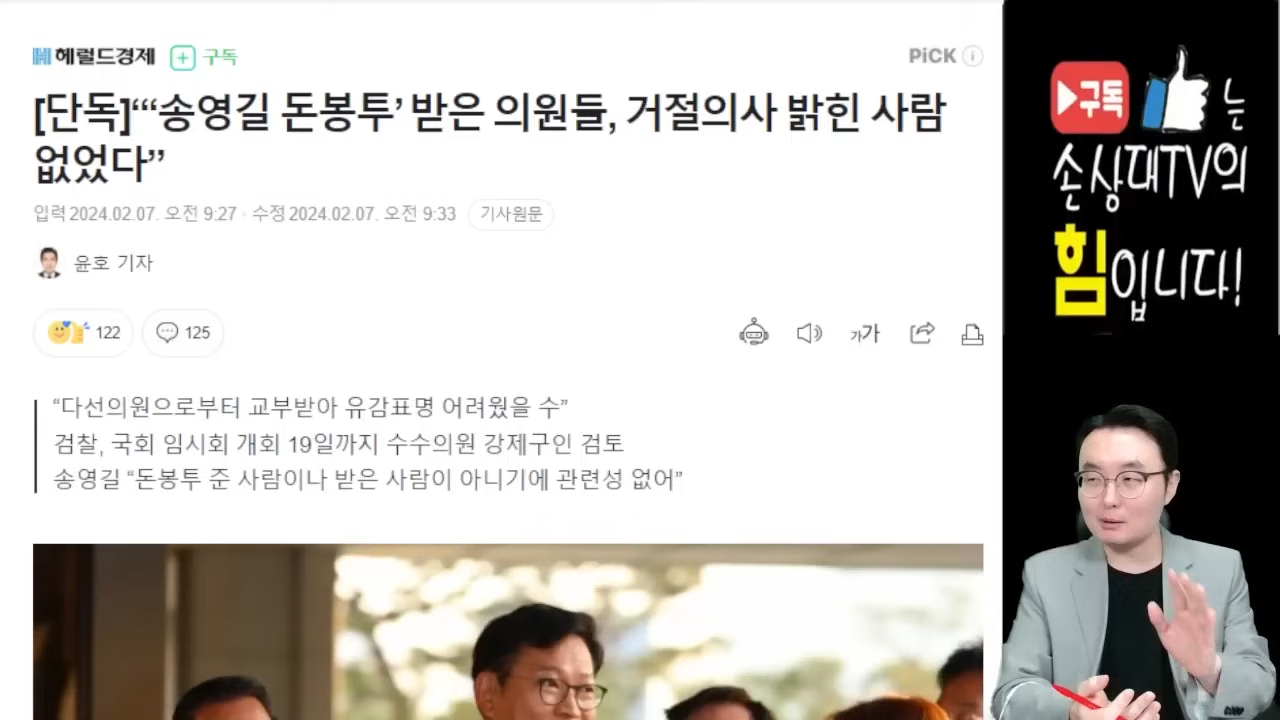 헤럴드경제 구독
PiCK
[단독]“‘송영길 돈봉투’ 받은 의원들, 거절의사 밝힌 사람
없었다”
입력 2024.02.07. 오전 9:27 · 수정 2024.02.07. 오전 9:33 기사원문
윤호 기자
122 125
가가
“다선의원으로부터 교부받아 유감표명 어려웠을 수”
검찰, 국회 임시회 개회 19일까지 수수의원 강제구인 검토
송영길 “돈봉투 준 사람이나 받은 사람이 아니기에 관련성 없어”
구독 는
손상대TV의
힘입니다!